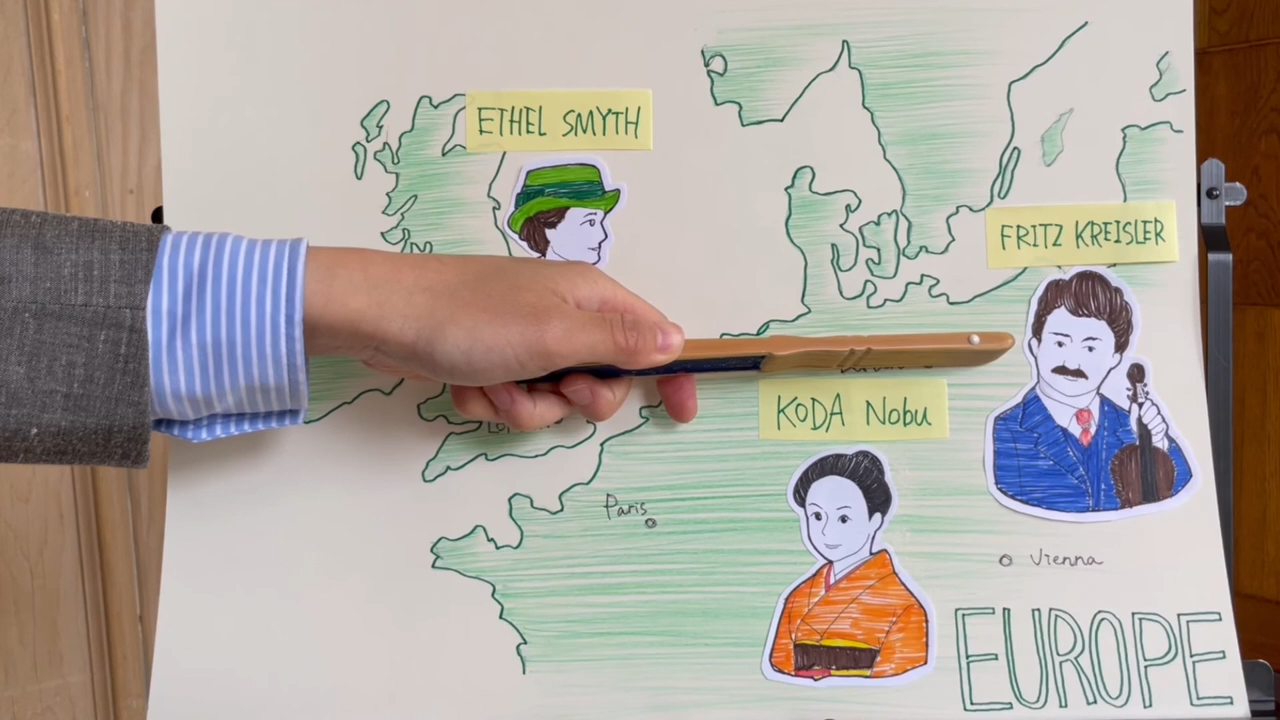 ETHEL SMYTH
FRITZ KREISLER
KODA Nobu
Paris
Vienna
EUROPE